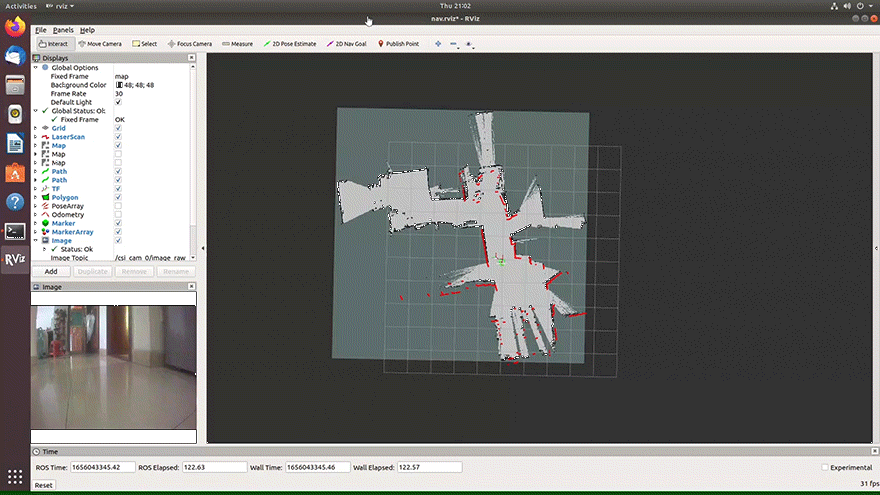 Activities rviz Thu 21:02
nav.rviz* - RViz
File Panels Help
Interact Move Camera Select Focus Camera Measure 2D Pose Estimate 2D Nav Goal Publish Point
Displays
Global Options
Fixed Frame map
Background Color 48; 48; 48
Frame Rate 30
Default Light
Global Status: Ok
Fixed Frame OK
Grid
LaserScan
Map
Map
Map
Path
Path
TF
Polygon
PoseArray
Odometry
Marker
MarkerArray
Image
Status: Ok
Image Topic /csi_cam_0/image_raw
Add Duplicate Remove Rename
Image
RViz
Time
ROS Time: 1656043345.42 ROS Elapsed: 122.63 Wall Time: 1656043345.46 Wall Elapsed: 122.57 Experimental
Reset 31 fps